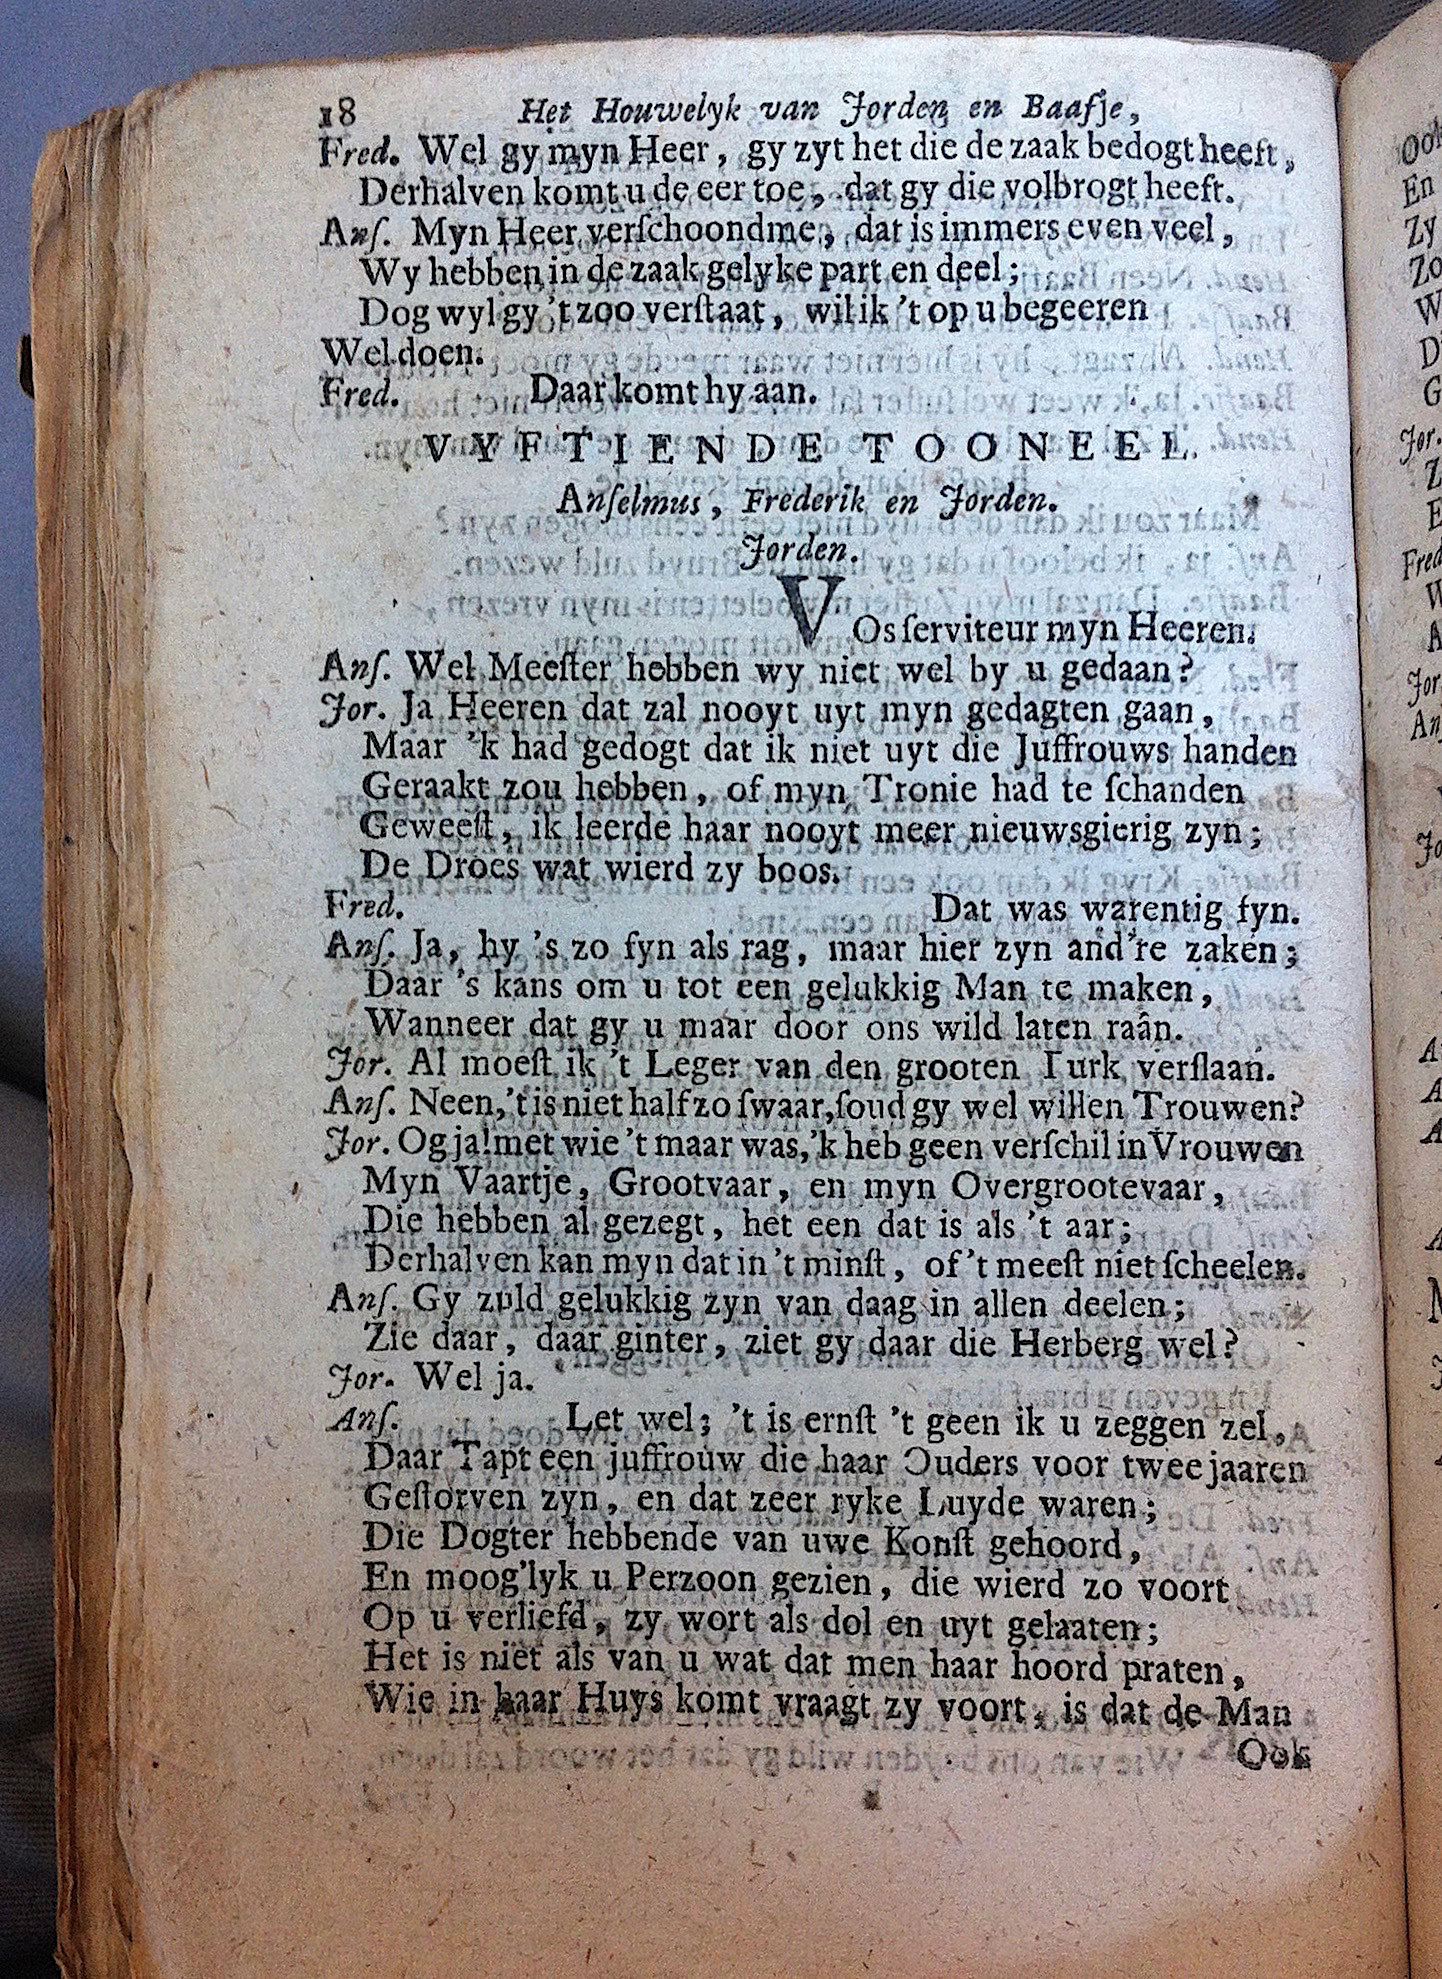 18 Het Houwelyk van Jorden en Baaſje,
Fred. Wel gy myn Heer, gy zyt het die de zaak bedogt heeft,
Derhalven komt u de eer toe, dat gy die volbrogt heeft.
Anſ. Myn Heer verſchoond me, dat is immers even veel,
Wy hebben in de zaak gelyke part en deel;
Dog wyl gy 't zoo verſtaat, wil ik 't op u begeeren
Wel doen.
Fred. Daar komt hy aan.
VYFTIENDE TOONEEL.
Anſelmus, Frederik en Jorden.
Jorden.
VOs ſerviteur myn Heeren.
Anſ. Wel Meeſter hebben wy niet wel by u gedaan?
Jor. Ja Heeren dat zal nooyt uyt myn gedagten gaan,
Maar 'k had gedogt dat ik niet uyt die Juffrouws handen
Geraakt zou hebben, of myn Tronie had te ſchanden
Geweeſt, ik leerde haar nooyt meer nieuwsgierig zyn;
De Droes wat wierd zy boos.
Fred. Dat was warentig fyn.
Anſ. Ja, hy 's zo fyn als rag, maar hier zyn and're zaken;
Daar 's kans om u tot een gelukkig Man te maken,
Wanneer dat gy u maar door ons wild laten raân.
Jor. Al moeſt ik 't Leger van den grooten Turk verſlaan.
Anſ. Neen, 't is niet half zo ſwaar, ſoud gy wel willen Trouwen?
Jor. Og ja! met wie 't maar was, 'k heb geen verſchil in Vrouwen
Myn Vaartje, Grootvaar, en myn Overgrootevaar,
Die hebben al gezegt, het een dat is als 't aar;
Derhalven kan myn dat in 't minſt, of 't meeſt niet ſcheelen.
Anſ. Gy zuld gelukkig zyn van daag in allen deelen;
Zie daar, daar ginter, ziet gy daar die Herberg wel?
Jor. Wel ja.
Anſ. Let wel; 't is ernſt 't geen ik u zeggen zel,
Daar Tapt een juffrouw die haar Ouders voor twee jaaren
Geſtorven zyn, en dat zeer ryke Luyde waren;
Die Dogter hebbende van uwe Konſt gehoord,
En moog'lyk u Perzoon gezien, die wierd zo voort
Op u verliefd, zy wort als dol en uyt gelaaten;
Het is niet als van u wat dat men haar hoord praten,
Wie in haar Huys komt vraagt zy voort, is dat de Man
Ook